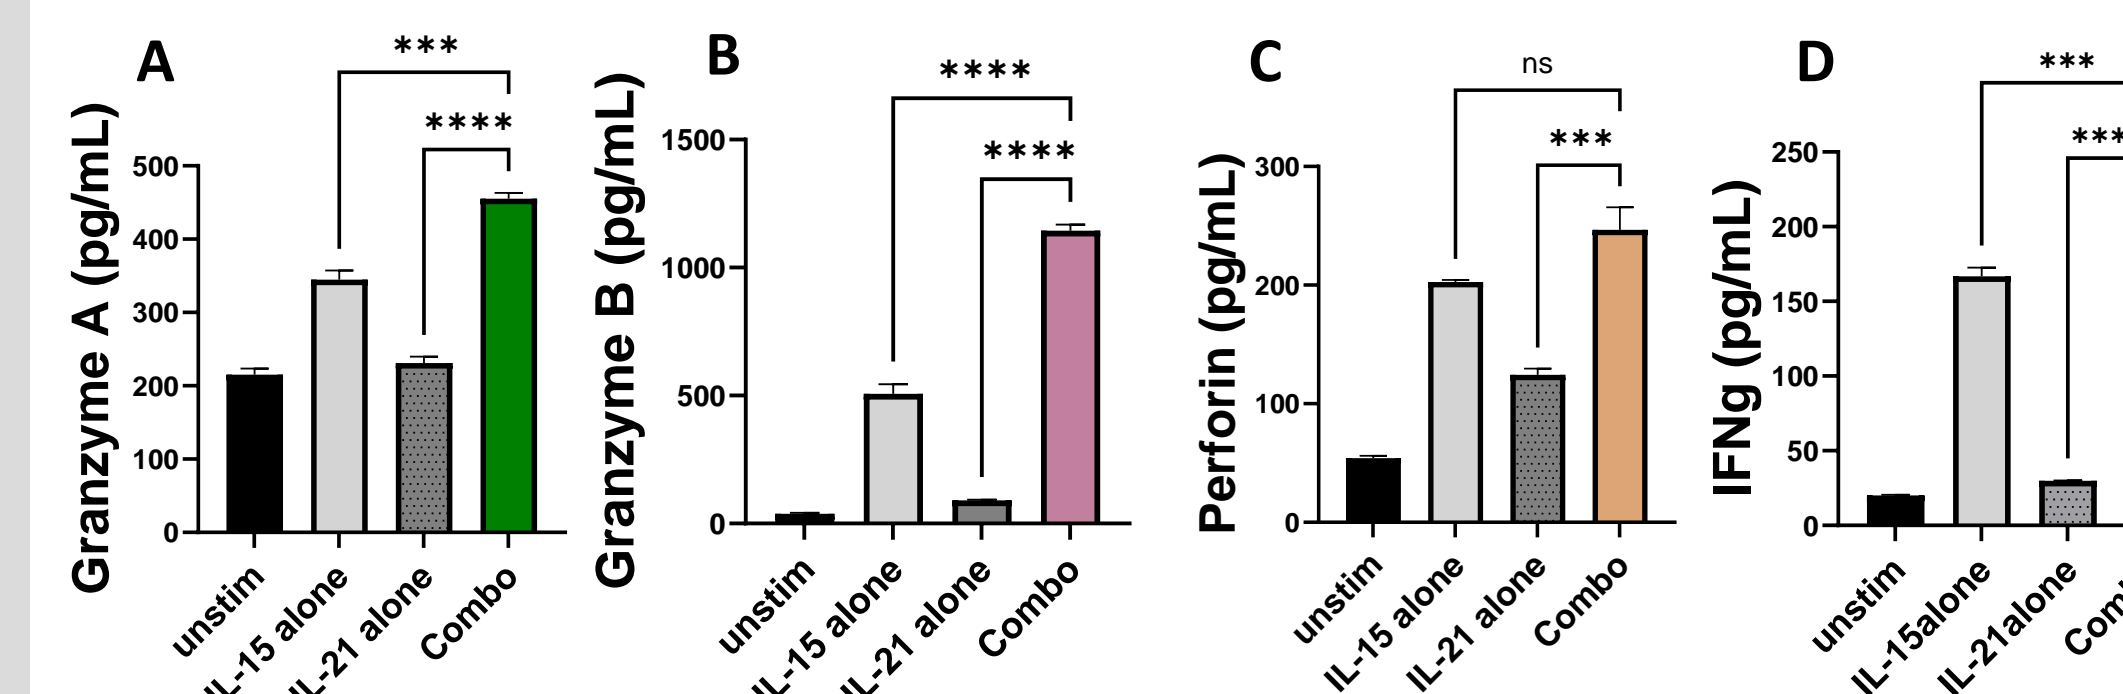 A
Granzyme A (pg/mL)
***
****
500
400
300
200
100
0
unstim
IL-15 alone
IL-21 alone
Combo
B
Granzyme B (pg/mL)
****
****
1500
1000
500
0
unstim
IL-15 alone
IL-21 alone
Combo
C
Perforin (pg/mL)
ns
***
300
200
100
0
unstim
IL-15 alone
IL-21 alone
Combo
D
IFNg (pg/mL)
***
***
250
200
150
100
50
0
unstim
IL-15alone
IL-21alone
Com